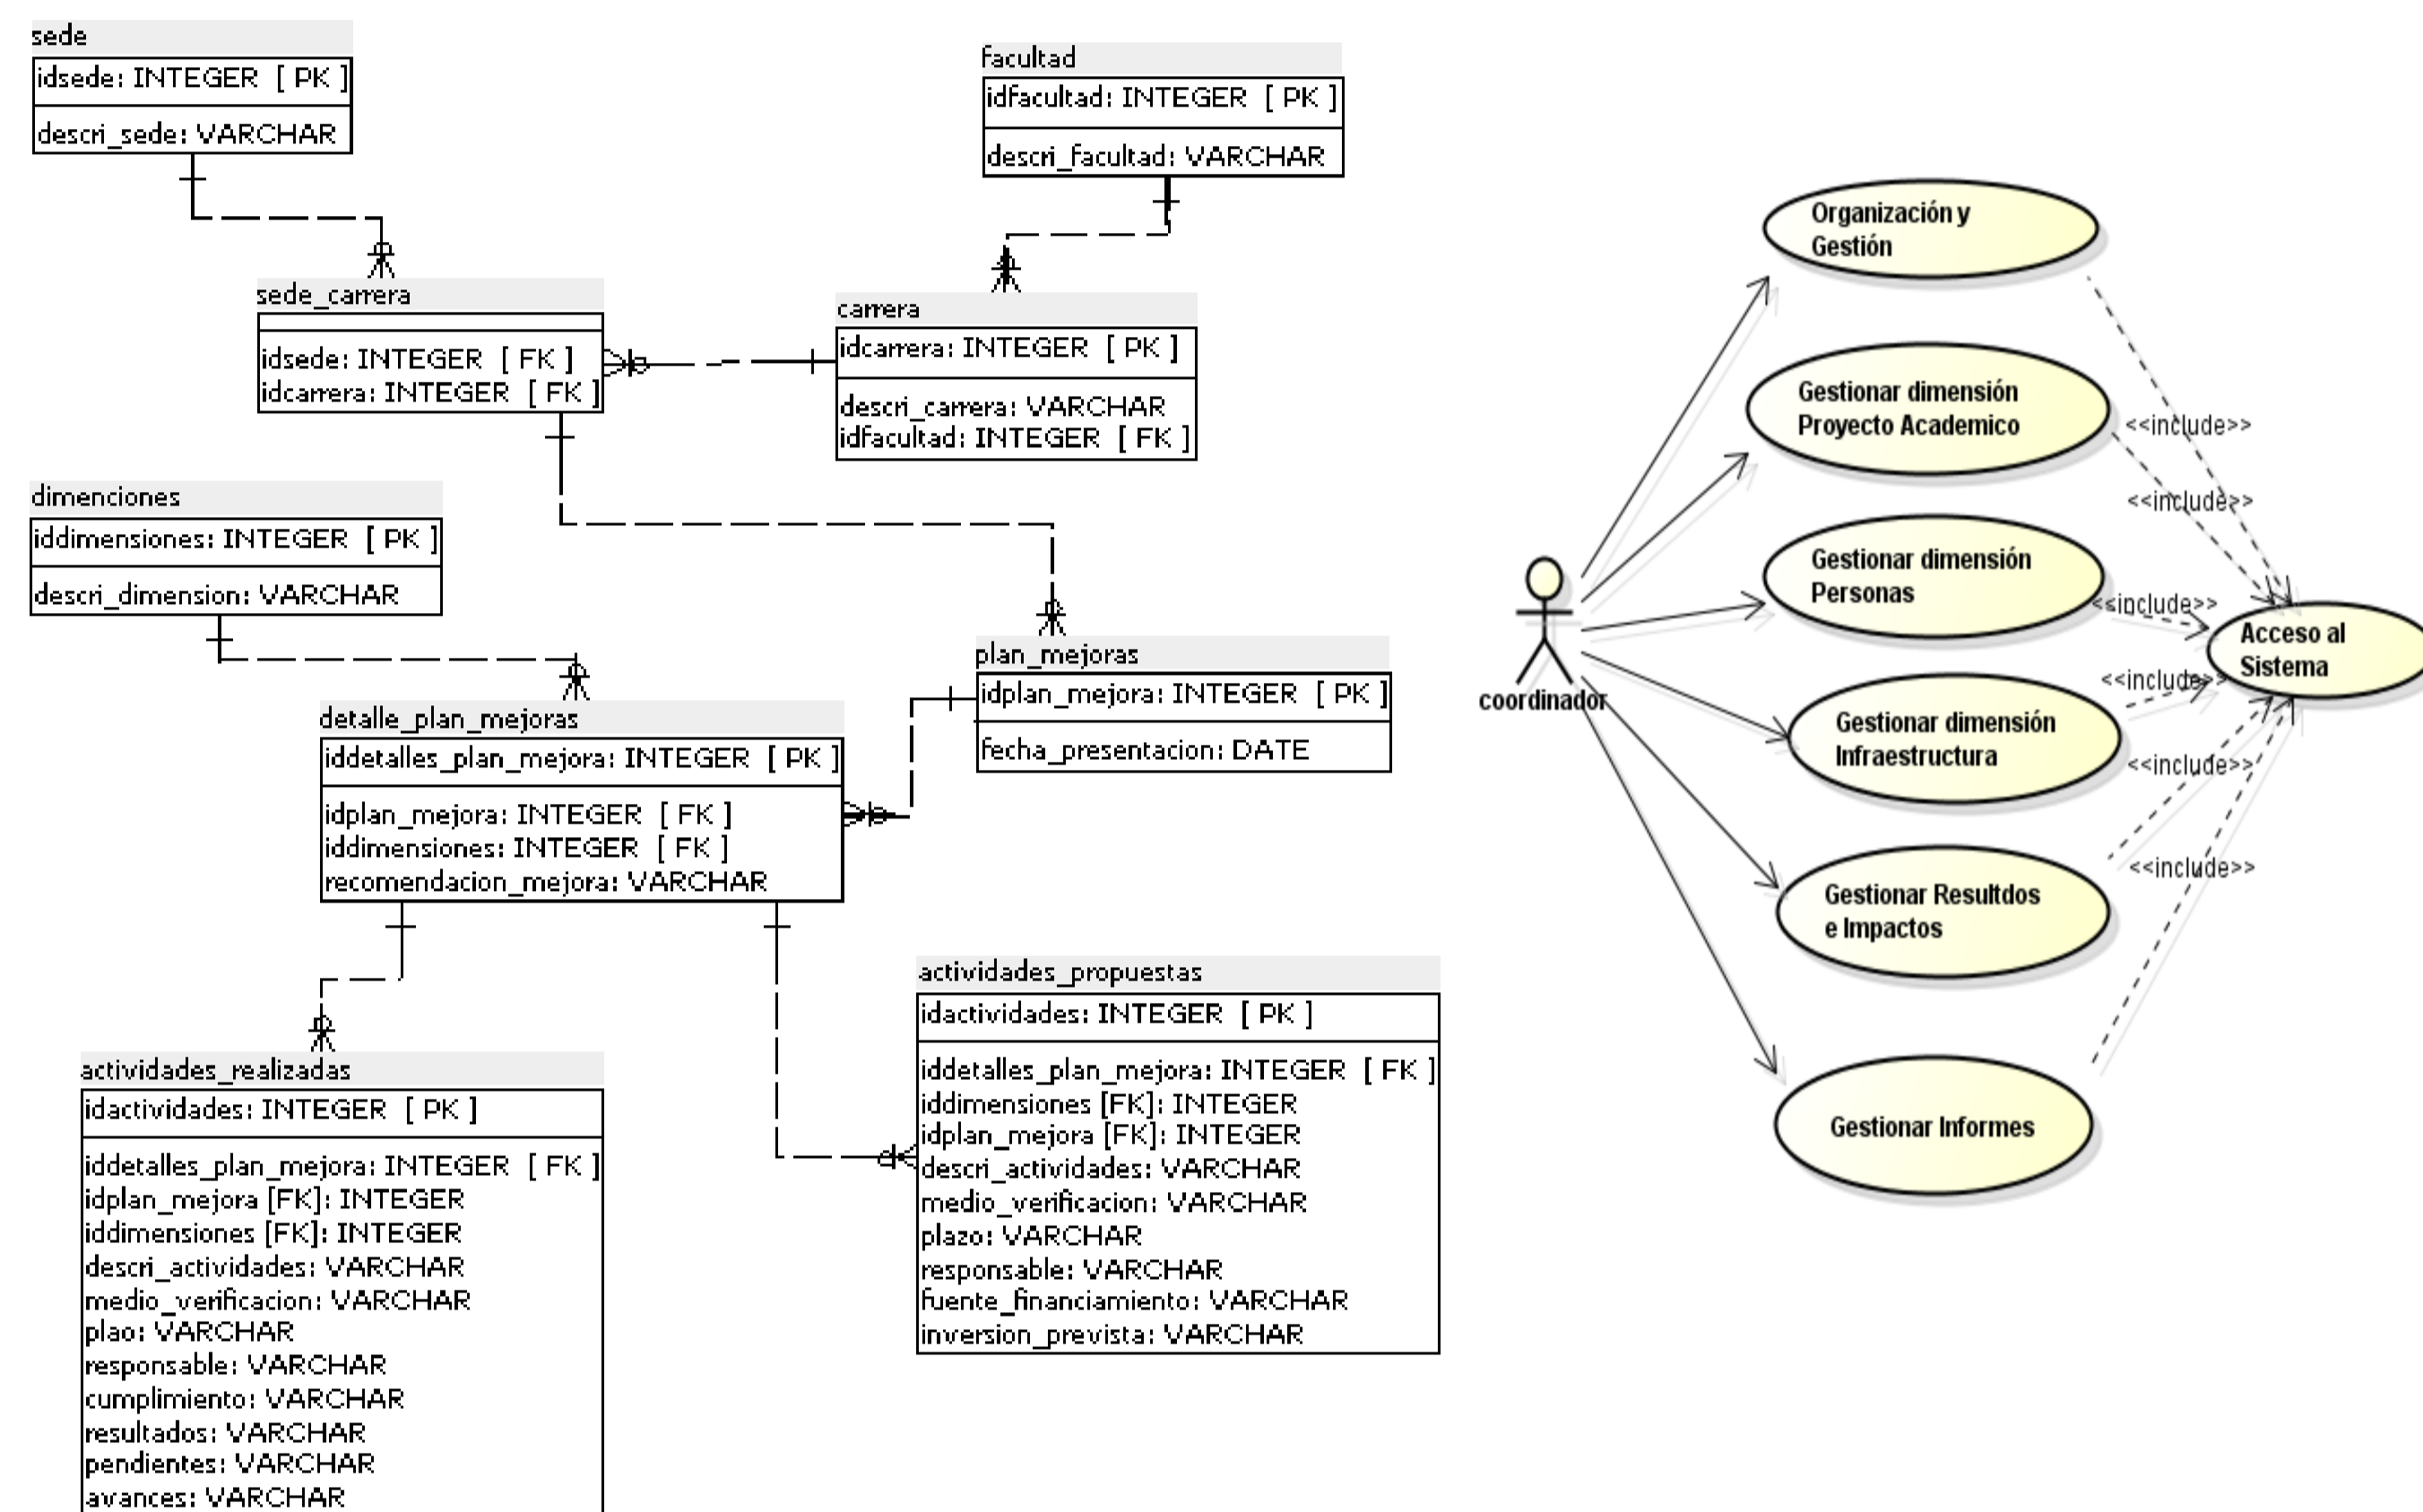 sede
idsede: INTEGER [ PK ]
descri_sede: VARCHAR
facultad
idfacultad: INTEGER [ PK ]
descri_facultad: VARCHAR
sede_carrera
idsede: INTEGER [ FK ]
idcarrera: INTEGER [ FK ]
carrera
idcarrera: INTEGER [ PK ]
descri_carrera: VARCHAR
idfacultad: INTEGER [ FK ]
dimenciones
iddimensiones: INTEGER [ PK ]
descri_dimension: VARCHAR
plan_mejoras
idplan_mejora: INTEGER [ PK ]
fecha_presentacion: DATE
detalle_plan_mejoras
iddetalles_plan_mejora: INTEGER [ PK ]
idplan_mejora: INTEGER [ FK ]
iddimensiones: INTEGER [ FK ]
recomendacion_mejora: VARCHAR
actividades_propuestas
idactividades: INTEGER [ PK ]
iddetalles_plan_mejora: INTEGER [ FK ]
iddimensiones [FK]: INTEGER
idplan_mejora [FK]: INTEGER
descri_actividades: VARCHAR
medio_verificacion: VARCHAR
plazo: VARCHAR
responsable: VARCHAR
fuente_financiamiento: VARCHAR
inversion_prevista: VARCHAR
actividades_realizadas
idactividades: INTEGER [ PK ]
iddetalles_plan_mejora: INTEGER [ FK ]
idplan_mejora [FK]: INTEGER
iddimensiones [FK]: INTEGER
descri_actividades: VARCHAR
medio_verificacion: VARCHAR
plao: VARCHAR
responsable: VARCHAR
cumplimiento: VARCHAR
resultados: VARCHAR
pendientes: VARCHAR
avances: VARCHAR
coordinador
Organización y
Gestión
Gestionar dimensión
Proyecto Academico
Gestionar dimensión
Personas
Gestionar dimensión
Infraestructura
Gestionar Resultdos
e Impactos
Gestionar Informes
<<include>>
<<include>>
<<include>>
<<include>>
<<include>>
<<include>>
Acceso al
Sistema